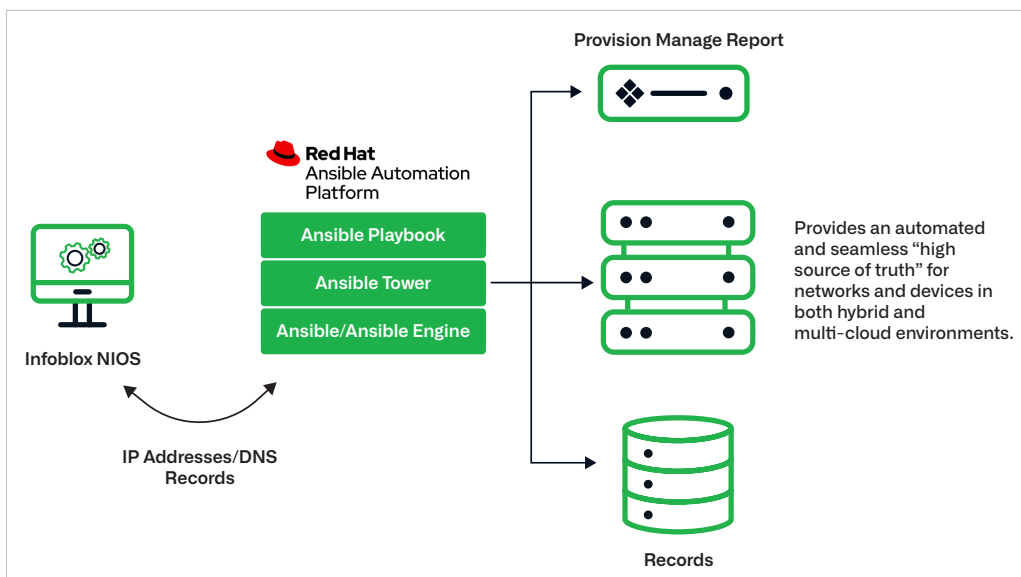 Provision Manage Report
Red Hat
Ansible Automation
Platform
Ansible Playbook
Ansible Tower
Ansible/Ansible Engine
Infoblox NIOS
IP Addresses/DNS
Records
Provides an automated
and seamless “high
source of truth” for
networks and devices in
both hybrid and
multi-cloud environments.
Records